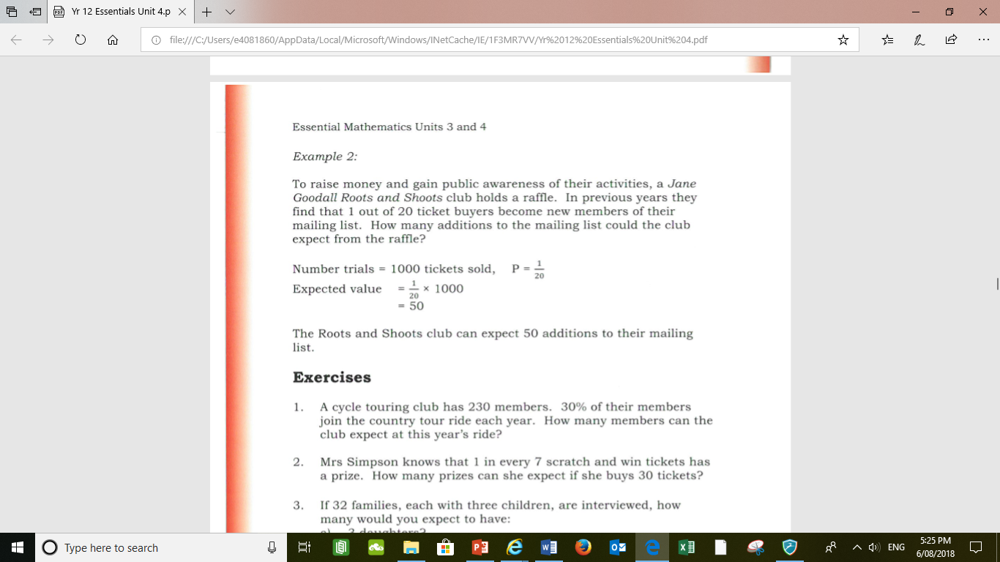 Yr 12 Essentials Unit 4.p
file:///C:/Users/e4081860/AppData/Local/Microsoft/Windows/INetCache/IE/1F3MR7VV/Yr%2012%20Essentials%20Unit%204.pdf
Essential Mathematics Units 3 and 4
Example 2:
To raise money and gain public awareness of their activities, a Jane
Goodall Roots and Shoots club holds a raffle. In previous years they
find that 1 out of 20 ticket buyers become new members of their
mailing list. How many additions to the mailing list could the club
expect from the raffle?
Number trials = 1000 tickets sold, P = 1/20
Expected value = 1/20 × 1000
= 50
The Roots and Shoots club can expect 50 additions to their mailing
list.
Exercises
1. A cycle touring club has 230 members. 30% of their members
join the country tour ride each year. How many members can the
club expect at this year's ride?
2. Mrs Simpson knows that 1 in every 7 scratch and win tickets has
a prize. How many prizes can she expect if she buys 30 tickets?
3. If 32 families, each with three children, are interviewed, how
many would you expect to have:
a) 3 daughters?
Type here to search
ENG
5:25 PM
6/08/2018